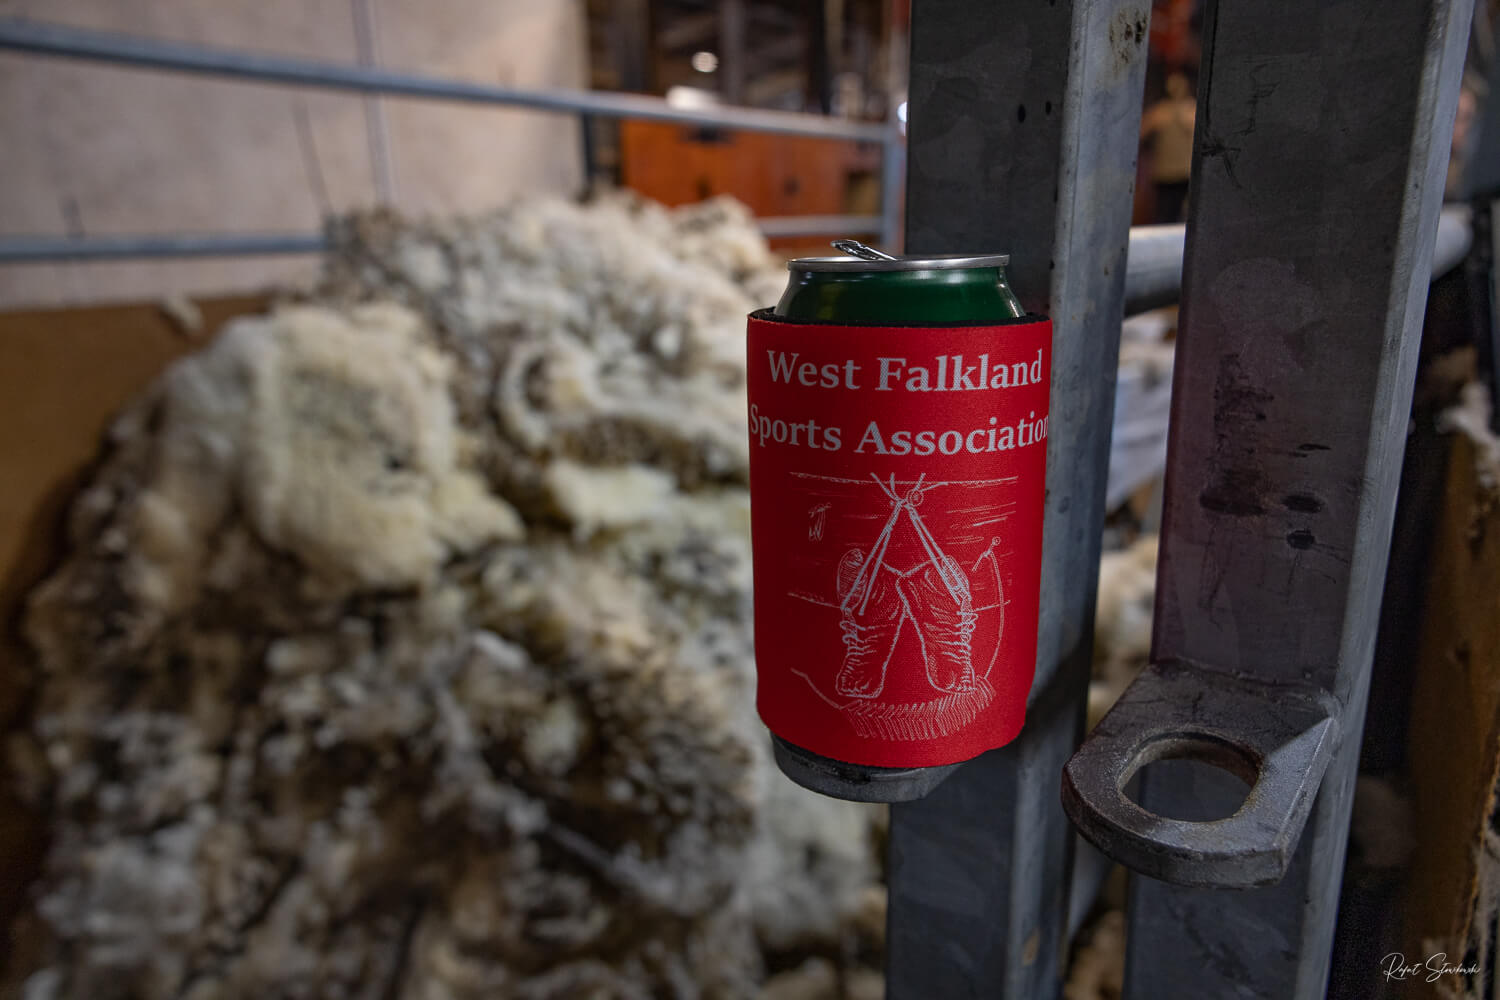 West Falkland
Sports Association